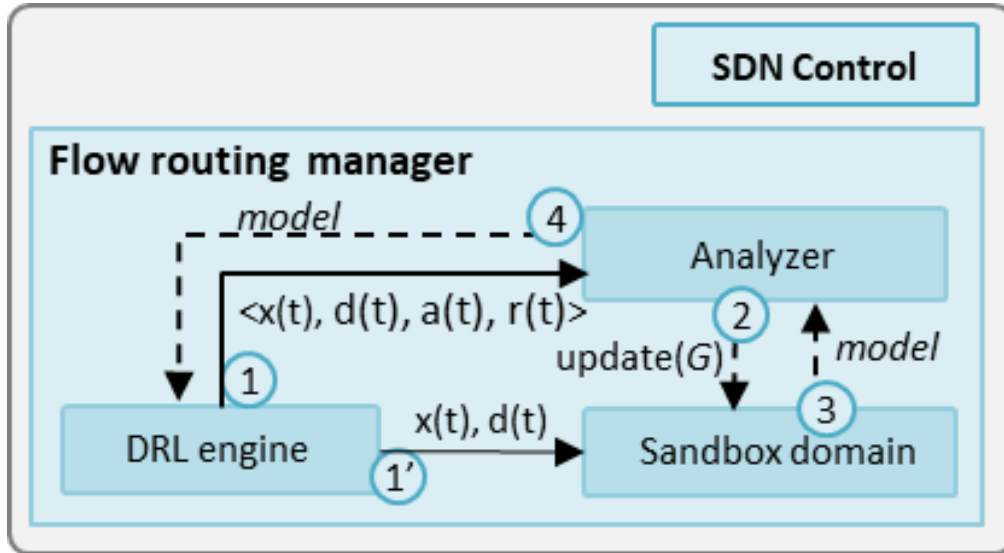 SDN Control
Flow routing manager
model
4
Analyzer
<x(t), d(t), a(t), r(t)>
2
update(G)
model
1
3
DRL engine
x(t), d(t)
1’
Sandbox domain